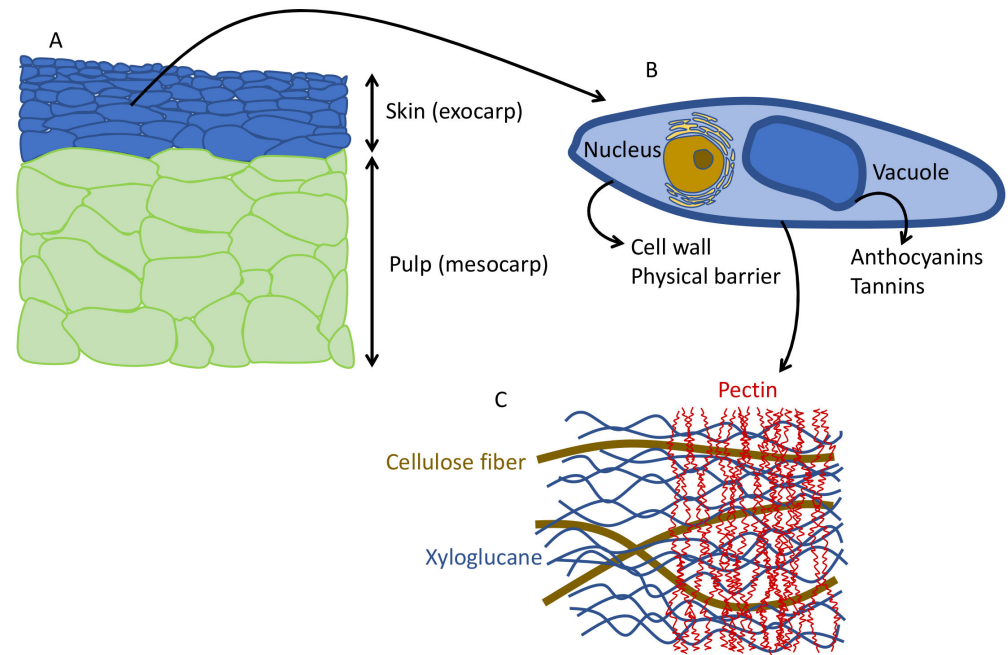 A
B
Skin (exocarp)
Nucleus
Vacuole
Cell wall
Physical barrier
Anthocyanins
Tannins
Pulp (mesocarp)
C
Pectin
Cellulose fiber
Xyloglucane